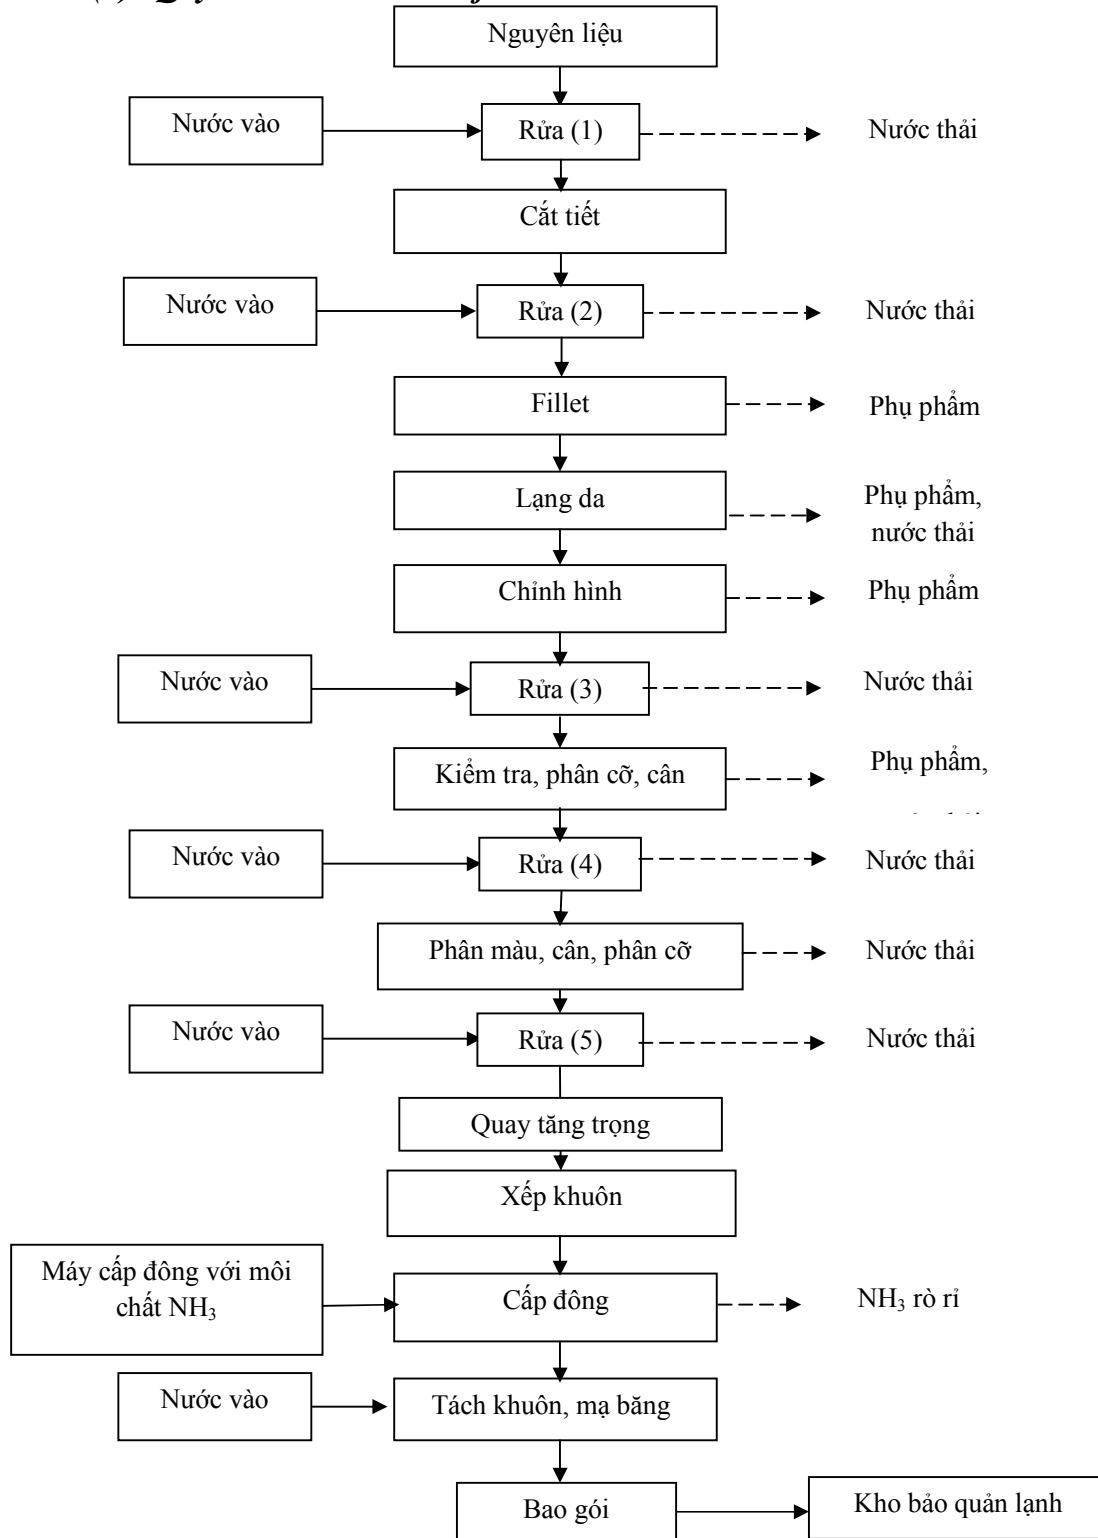 Nguyên liệu
Nước vào
Rửa (1)
Nước thải
Cắt tiết
Nước vào
Rửa (2)
Nước thải
Fillet
Phụ phẩm
Lạng da
Phụ phẩm,
nước thải
Chỉnh hình
Phụ phẩm
Nước vào
Rửa (3)
Nước thải
Kiểm tra, phân cỡ, cân
Phụ phẩm,
Nước vào
Rửa (4)
Nước thải
Phân màu, cân, phân cỡ
Nước thải
Nước vào
Rửa (5)
Nước thải
Quay tăng trọng
Xếp khuôn
Máy cấp đông với môi
chất NH₃
Cấp đông
NH₃ rò rỉ
Nước vào
Tách khuôn, mạ băng
Bao gói
Kho bảo quản lạnh